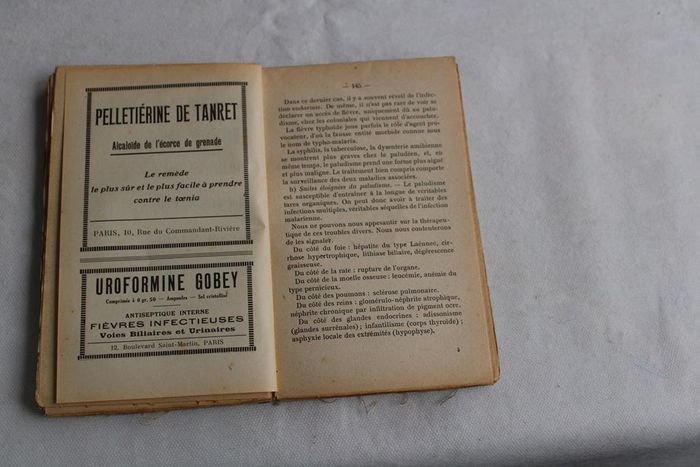 PELLETIÉRINE DE TANRET
Alcaloïde de l'écorce de grenade
Le remède
le plus sûr et le plus facile à prendre
contre le tœnia
PARIS, 10, Rue du Commandant-Rivière
UROFORMINE GOBEY
Comprimés à 0 gr. 50 — Ampoules — Sel cristallisé
ANTISEPTIQUE INTERNE
FIÈVRES INFECTIEUSES
Voies Biliaires et Urinaires
12, Boulevard Saint-Martin, PARIS
— 145 —
Dans ce dernier cas, il y a souvent réveil de l'infec-
tion endormie. De même, il n'est pas rare de voir se
déclarer un accès de fièvre, uniquement dû au palu-
disme, chez les coloniales qui viennent d'accoucher.
La fièvre typhoïde joue parfois le rôle d'agent pro-
vocateur, d'où la fausse entité morbide connue sous
le nom de typho-malaria.
La syphilis, la tuberculose, la dysenterie amibienne
se montrent plus graves chez le paludéen, et, en
même temps, le paludisme prend une forme plus aiguë
et plus maligne. Le traitement bien compris comporte
la surveillance des deux maladies associées.
b) Suites éloignées du paludisme. — Le paludisme
est susceptible d'entraîner à la longue de véritables
tares organiques. On peut donc avoir à traiter des
infections multiples, véritables séquelles de l'infection
malarienne.
Nous ne pouvons nous appesantir sur la thérapeu-
tique de ces troubles divers. Nous nous contenterons
de les signaler.
Du côté du foie : hépatite du type Laënnec, cir-
rhose hypertrophique, lithiase biliaire, dégérescence
graisseuse.
Du côté de la rate : rupture de l'organe.
Du côté de la moelle osseuse : leucémie, anémie du
type pernicieux.
Du côté des poumons : sclérose pulmonaire.
Du côté des reins : glomérulo-néphrite atrophique,
néphrite chronique par infiltration de pigment ocre.
Du côté des glandes endocrines : adissonisme
(glandes surrénales) ; infantilisme (corps thyroïde) ;
asphyxie locale des extrémités (hypophyse).